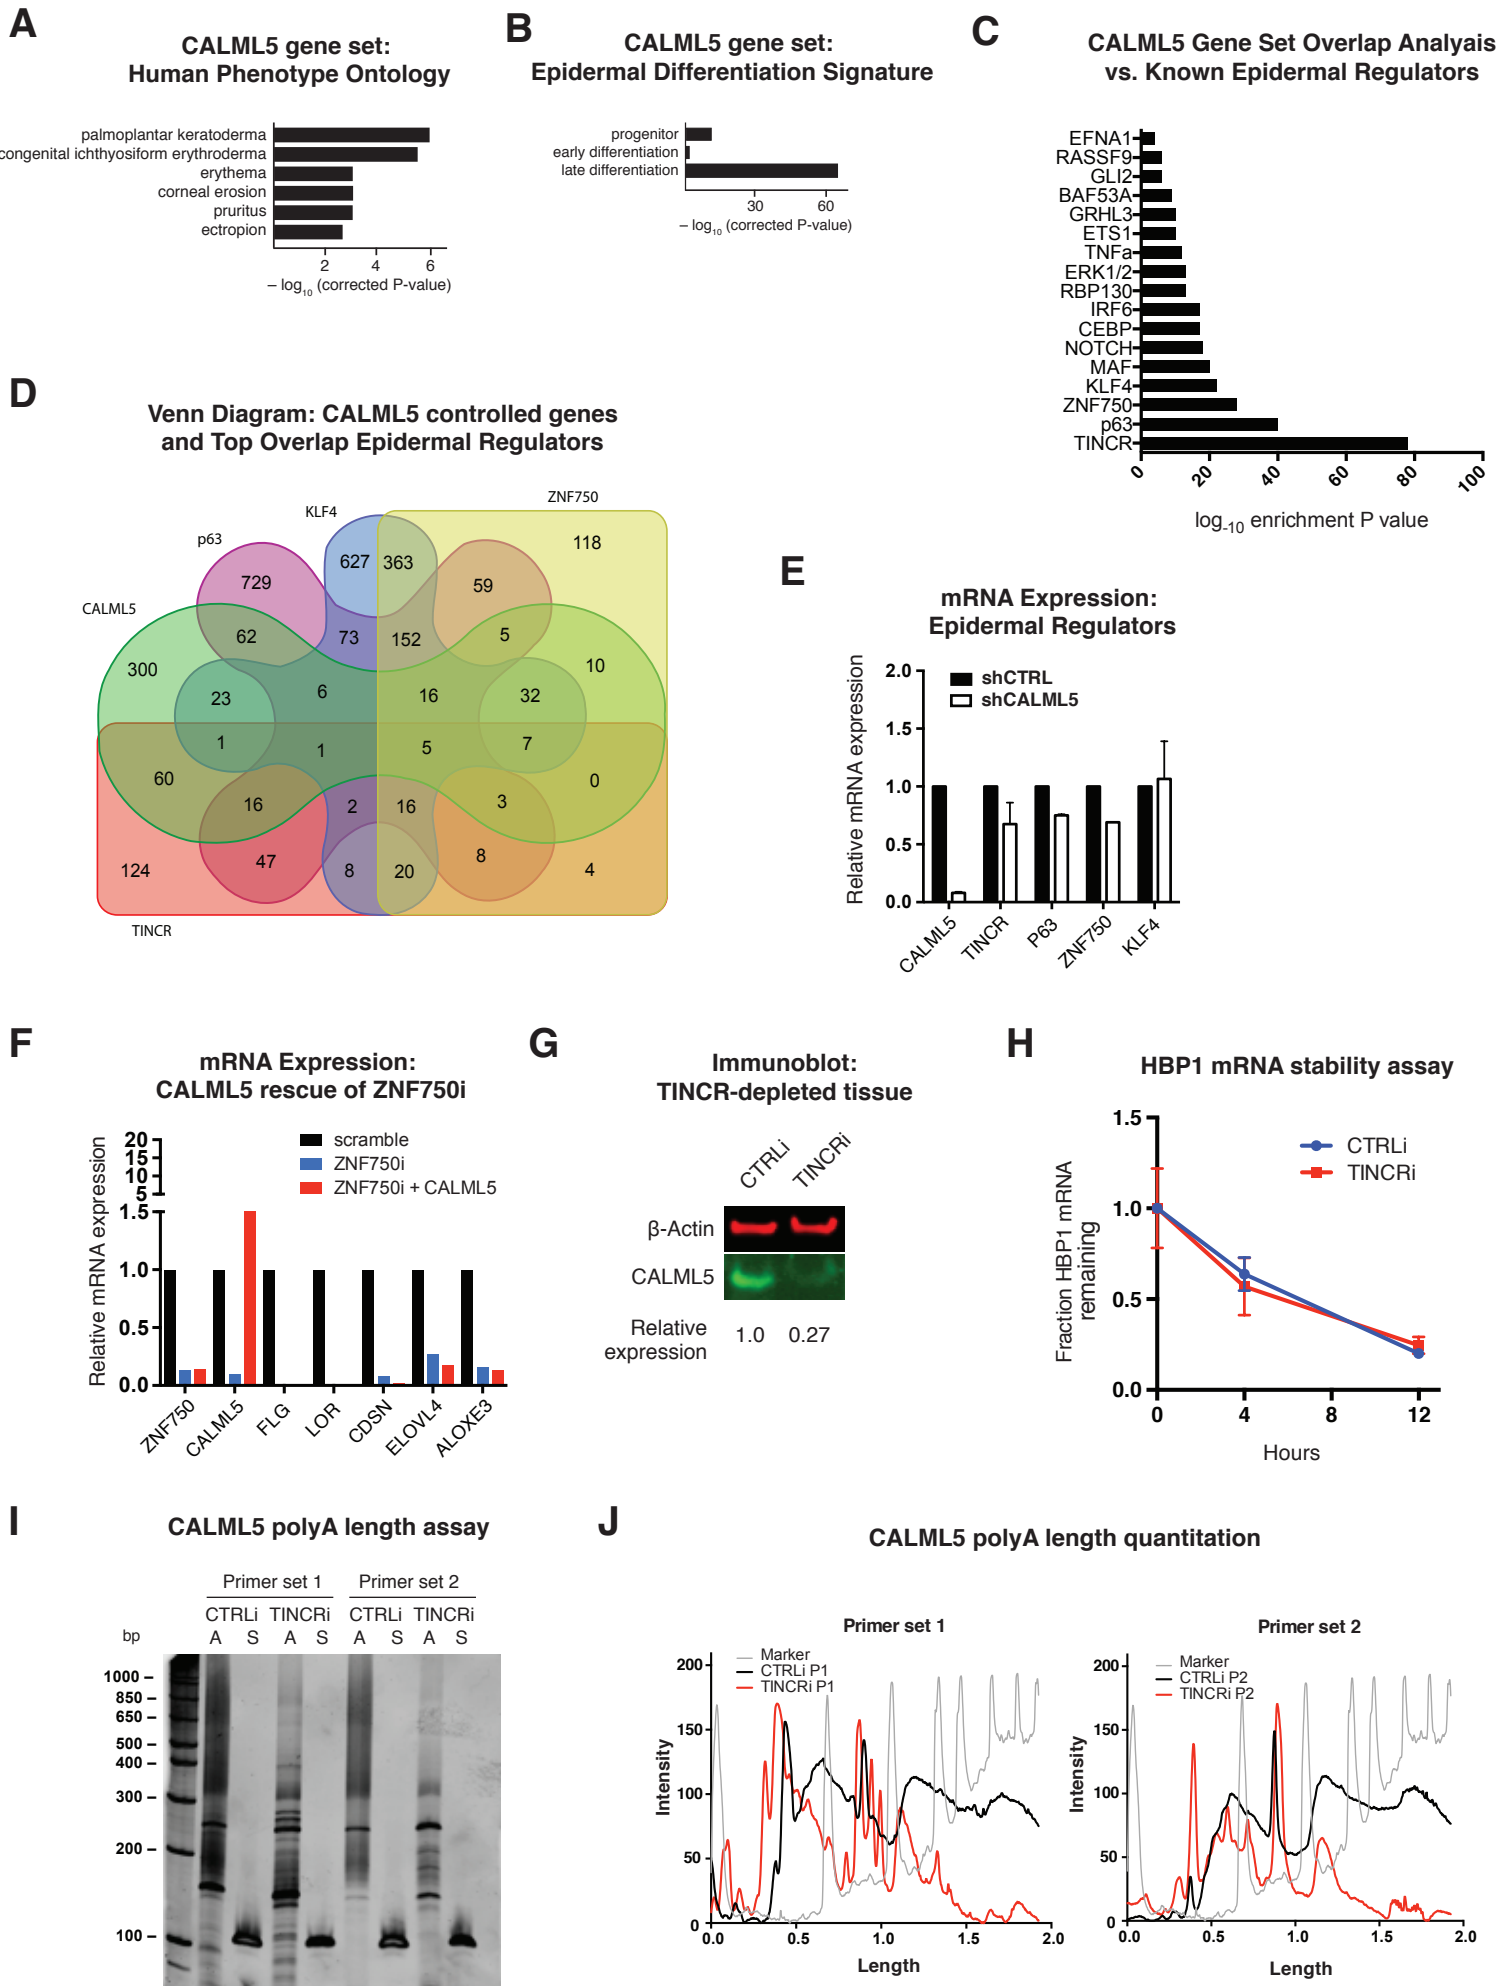 A
CALML5 gene set:
Human Phenotype Ontology
palmoplantar keratoderma
congenital ichthyosiform erythroderma
erythema
corneal erosion
pruritus
ectropion
2 4 6
– log10 (corrected P-value)
B
CALML5 gene set:
Epidermal Differentiation Signature
progenitor
early differentiation
late differentiation
30 60
– log10 (corrected P-value)
C
CALML5 Gene Set Overlap Analysis
vs. Known Epidermal Regulators
EFNA1
RASSF9
GLI2
BAF53A
GRHL3
ETS1
TNFa
ERK1/2
RBP130
IRF6
CEBP
NOTCH
MAF
KLF4
ZNF750
p63
TINCR
0 20 40 60 80 100
log-10 enrichment P value
D
Venn Diagram: CALML5 controlled genes
and Top Overlap Epidermal Regulators
ZNF750
KLF4
p63
CALML5
118
627 363
729 59
62 73 152 5
300 10
23 6 16 32
1 1 5 7
60 0
16 2 16 3
124 47 8 20 8 4
TINCR
E
mRNA Expression:
Epidermal Regulators
Relative mRNA expression
2.0
1.5
1.0
0.5
0.0
shCTRL
shCALML5
CALML5 TINCR P63 ZNF750 KLF4
F
mRNA Expression:
CALML5 rescue of ZNF750i
Relative mRNA expression
20
15
10
5
1.5
1.0
0.5
0.0
scramble
ZNF750i
ZNF750i + CALML5
ZNF750 CALML5 FLG LOR CDSN ELOVL4 ALOXE3
G
Immunoblot:
TINCR-depleted tissue
CTRLi TINCRi
β-Actin
CALML5
Relative
expression
1.0 0.27
H
HBP1 mRNA stability assay
Fraction HBP1 mRNA
remaining
1.5
1.0
0.5
0.0
CTRLi
TINCRi
0 4 8 12
Hours
I
CALML5 polyA length assay
Primer set 1 Primer set 2
CTRLi TINCRi CTRLi TINCRi
bp A S A S A S A S
1000 –
850 –
650 –
500 –
400 –
300 –
200 –
100 –
J
CALML5 polyA length quantitation
Primer set 1
Marker
CTRLi P1
TINCRi P1
Intensity
200
150
100
50
0
0.0 0.5 1.0 1.5 2.0
Length
Primer set 2
Marker
CTRLi P2
TINCRi P2
Intensity
200
150
100
50
0
0.0 0.5 1.0 1.5 2.0
Length